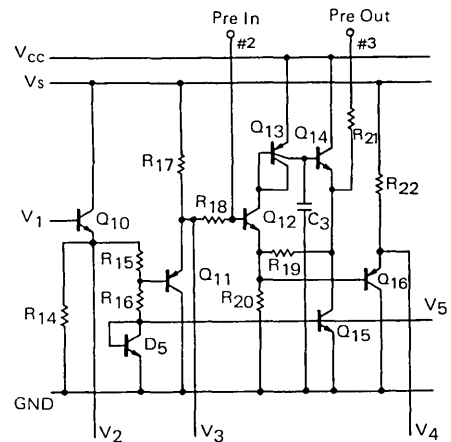 Pre In
Pre Out
#2
#3
VCC
VS
Q13
Q14
R21
R17
R22
V1
Q10
R18
Q12
C3
R15
R19
R16
Q11
Q16
R14
R20
V5
D5
Q15
GND
V2
V3
V4